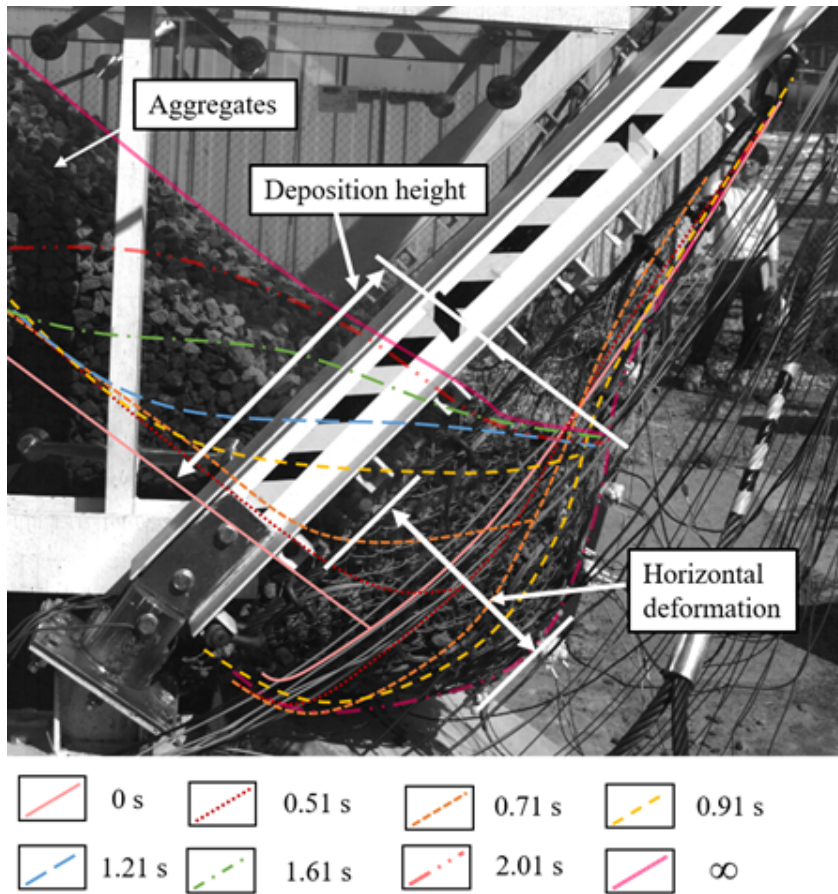 Aggregates
Deposition height
Horizontal
deformation
0 s
0.51 s
0.71 s
0.91 s
1.21 s
1.61 s
2.01 s
∞